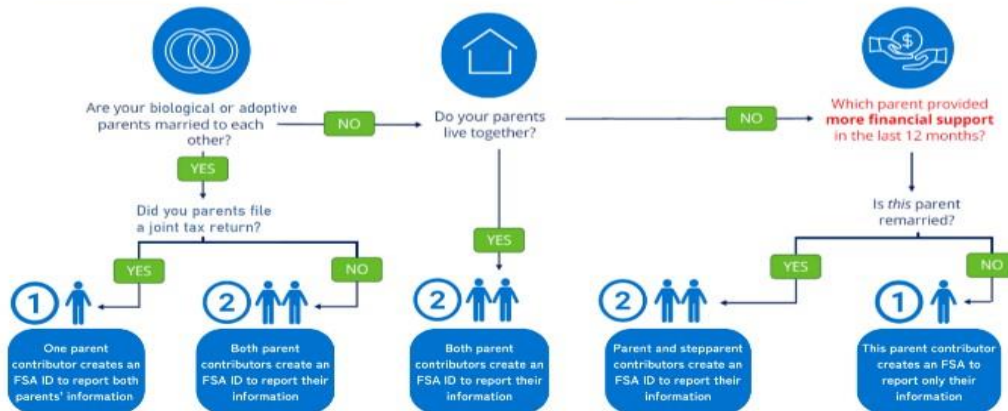 Are your biological or adoptive
parents married to each
other?
NO
Do your parents
live together?
NO
Which parent provided
more financial support
in the last 12 months?
YES
Did you parents file
a joint tax return?
YES
Is this parent
remarried?
YES
NO
YES
NO
1
2
2
2
1
One parent
contributor creates an
FSA ID to report both
parents' information
Both parent
contributors create an
FSA ID to report their
information
Both parent
contributors create an
FSA ID to report their
information
Parent and stepparent
contributors create an
FSA ID to report their
information
This parent contributor
creates an FSA to
report only their
information